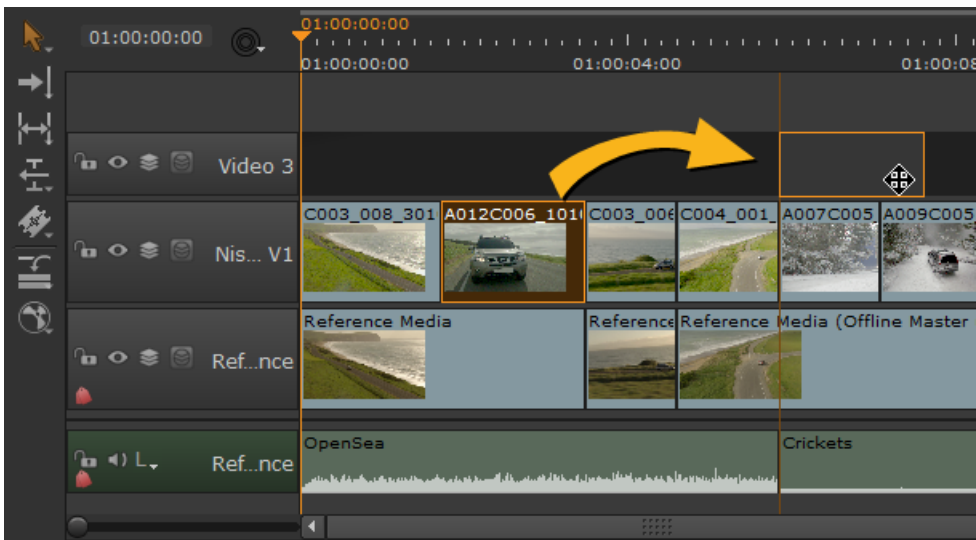 01:00:00:00
01:00:00:00
01:00:00:00 01:00:04:00 01:00:08
Video 3
C003_008_301 A012C006_101 C003_006 C004_001_ A007C005 A009C005
Nis... V1
Reference Media Reference Reference Media (Offline Master
Ref...nce
OpenSea Crickets
L
Ref...nce